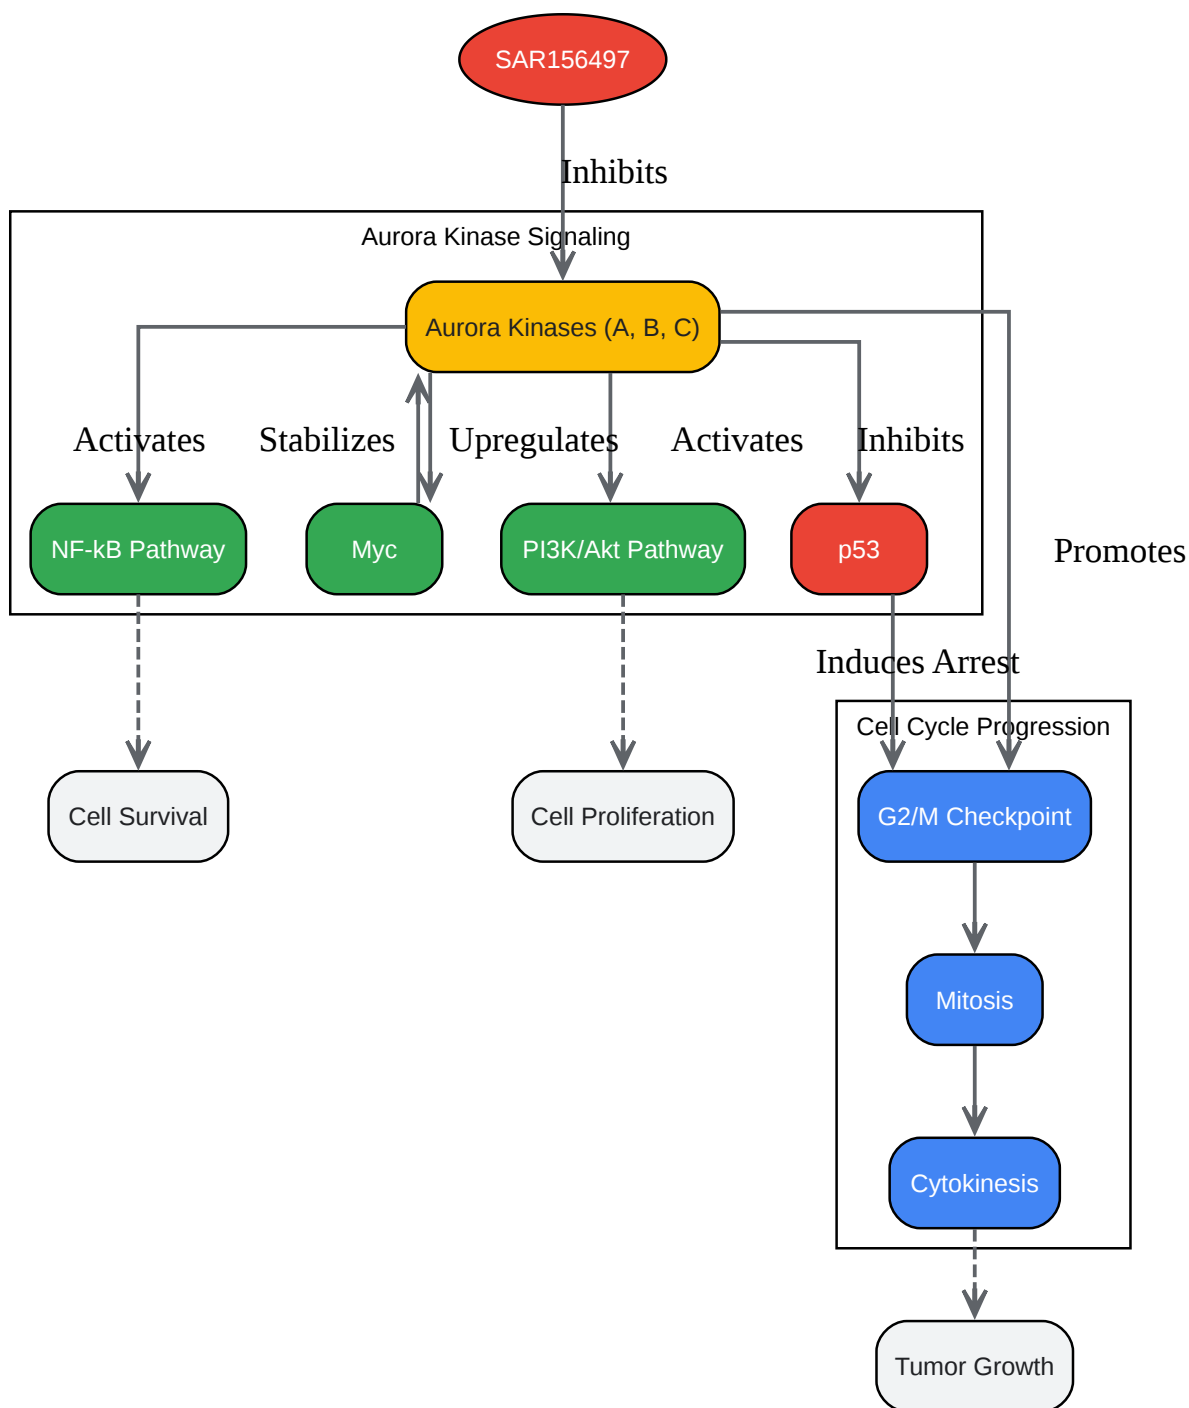 SAR156497
Inhibits
Aurora Kinase Signaling
Aurora Kinases (A, B, C)
Activates
Stabilizes
Upregulates
Activates
Inhibits
NF-kB Pathway
Myc
PI3K/Akt Pathway
p53
Promotes
Induces Arrest
Cell Cycle Progression
Cell Survival
Cell Proliferation
G2/M Checkpoint
Mitosis
Cytokinesis
Tumor Growth